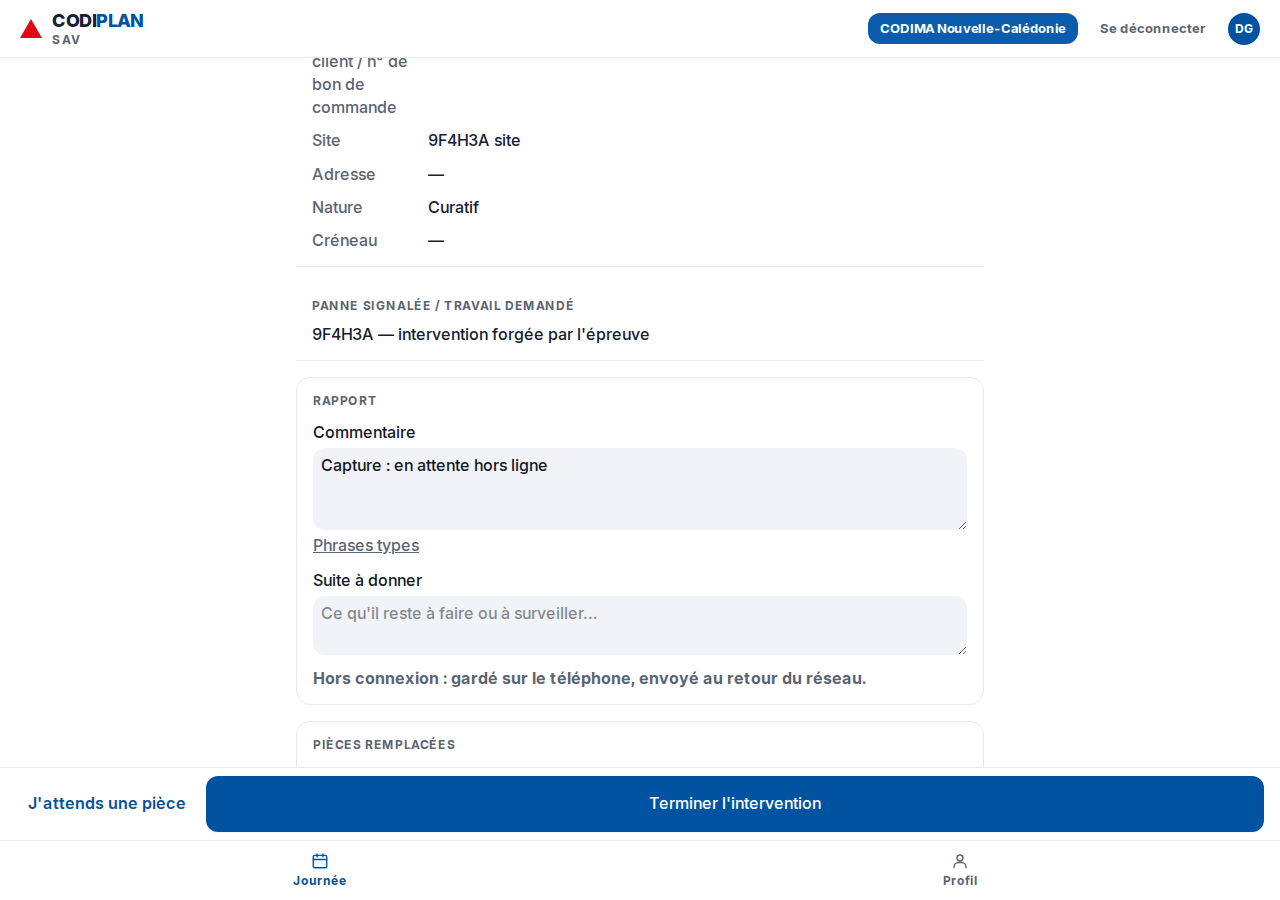 CODIPLAN
SAV
CODIMA Nouvelle-Calédonie
Se déconnecter
DG
client / n° de
bon de
commande
Site
9F4H3A site
Adresse
—
Nature
Curatif
Créneau
—
PANNE SIGNALÉE / TRAVAIL DEMANDÉ
9F4H3A — intervention forgée par l'épreuve
RAPPORT
Commentaire
Capture : en attente hors ligne
Phrases types
Suite à donner
Ce qu'il reste à faire ou à surveiller…
Hors connexion : gardé sur le téléphone, envoyé au retour du réseau.
PIÈCES REMPLACÉES
J'attends une pièce
Terminer l'intervention
Journée
Profil